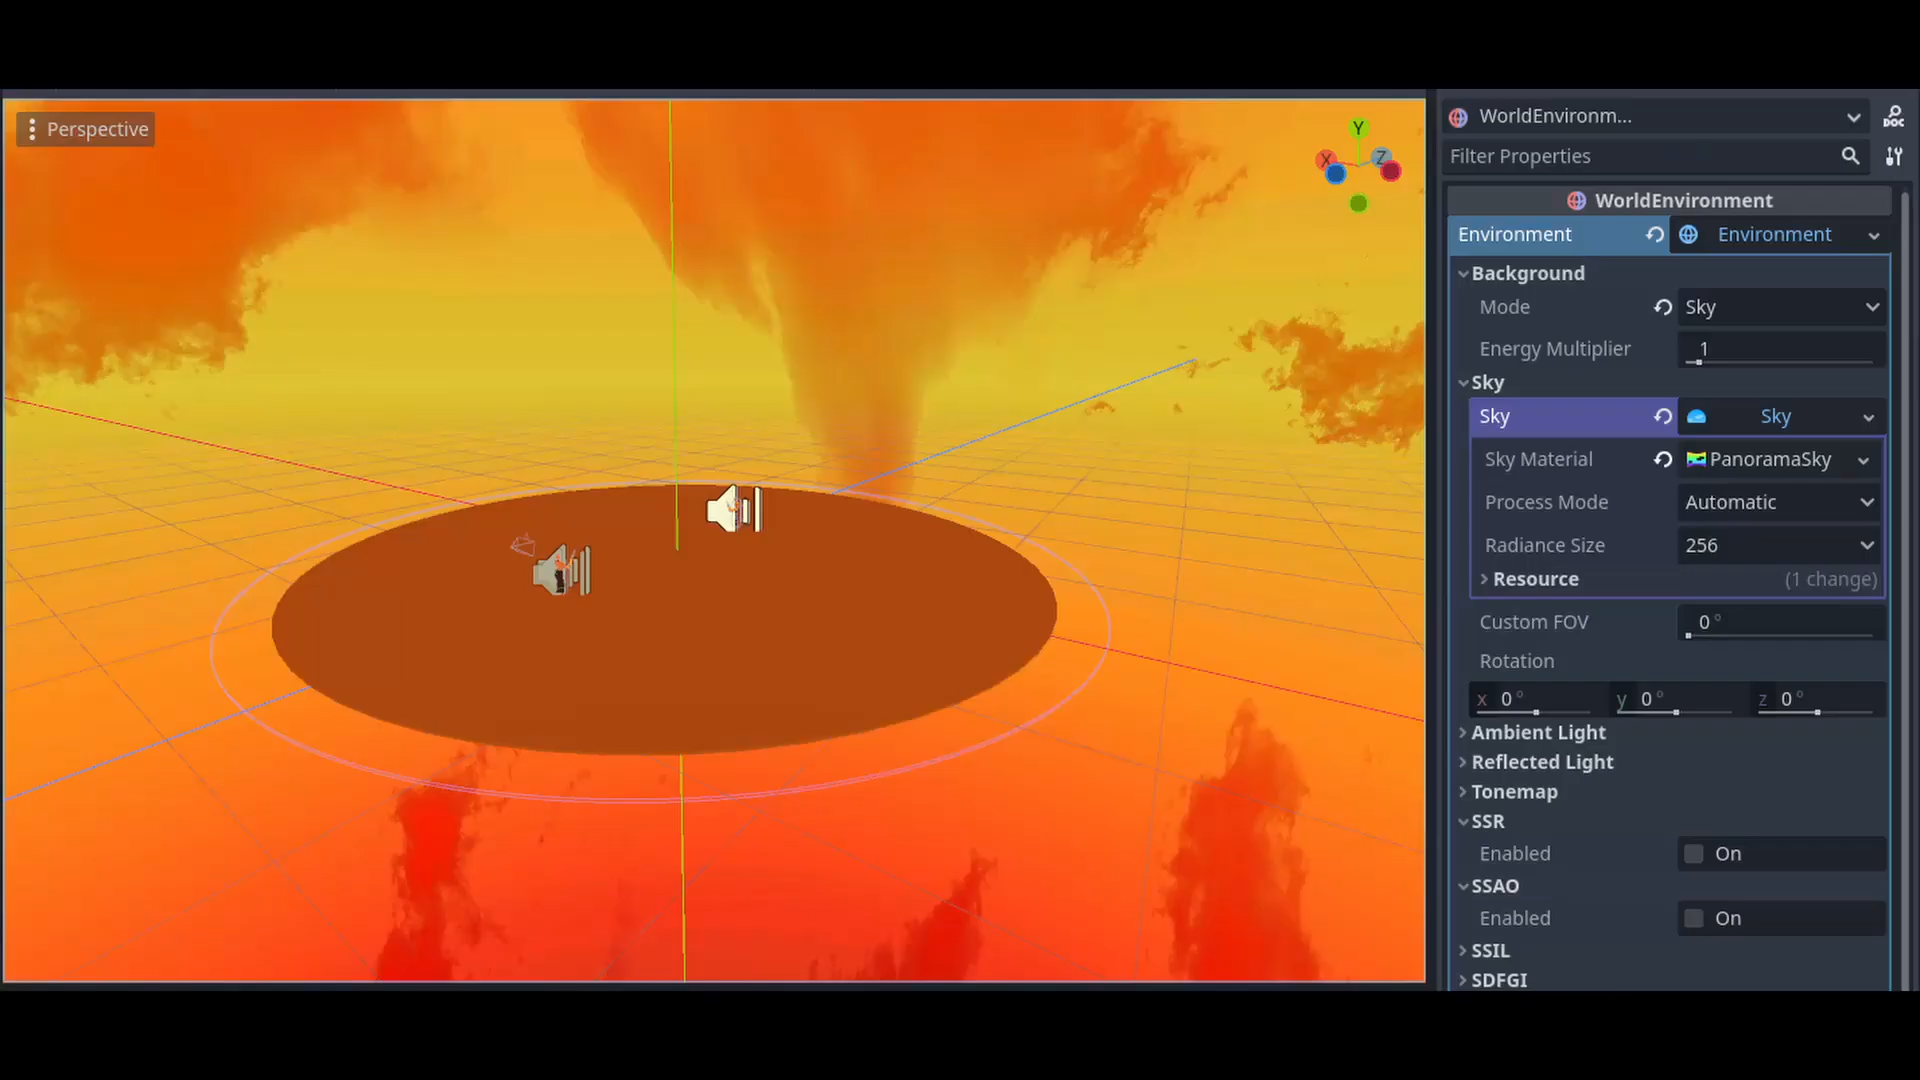 Perspective
Y
X
Z
WorldEnvironm...
DOC
Filter Properties
WorldEnvironment
Environment
Environment
Background
Mode
Sky
Energy Multiplier
1
Sky
Sky
Sky
Sky Material
PanoramaSky
Process Mode
Automatic
Radiance Size
256
Resource
(1 change)
Custom FOV
0 °
Rotation
x 0 ° y 0 ° z 0 °
Ambient Light
Reflected Light
Tonemap
SSR
Enabled
On
SSAO
Enabled
On
SSIL
SDFGI